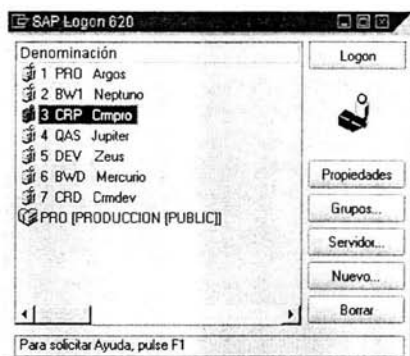 SAP Logon 620
Denominación
1 PRO Argos
2 BW1 Neptuno
3 CRP Crmpro
4 QAS Jupiter
5 DEV Zeus
6 BWD Mercurio
7 CRD Crmdev
PRO [PRODUCCION [PUBLIC]]
Logon
Propiedades
Grupos...
Servidor...
Nuevo...
Borrar
Para solicitar Ayuda, pulse F1